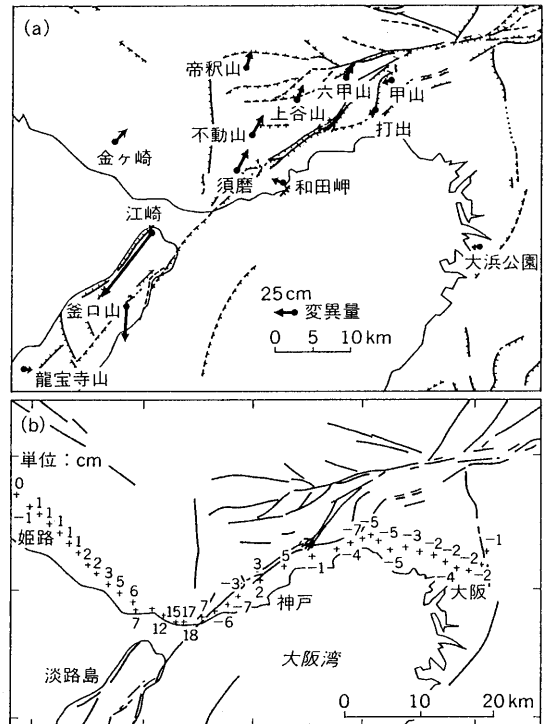 (a)
帝釈山
六甲山
甲山
上谷山
打出
不動山
金ヶ崎
須磨
和田岬
江崎
大浜公園
釜口山
25cm
変異量
0 5 10km
龍宝寺山
(b)
単位：cm
0
-1 1 1 1 1 2 2 3 5 6 7 12 15 17 18 7 -6 -7 -3 3 2 5 -1 -4 -7 -5 -5 -5 -3 -2 -2 -4 -2 -2 -1
姫路
神戸
大阪
淡路島
大阪湾
0 10 20 km